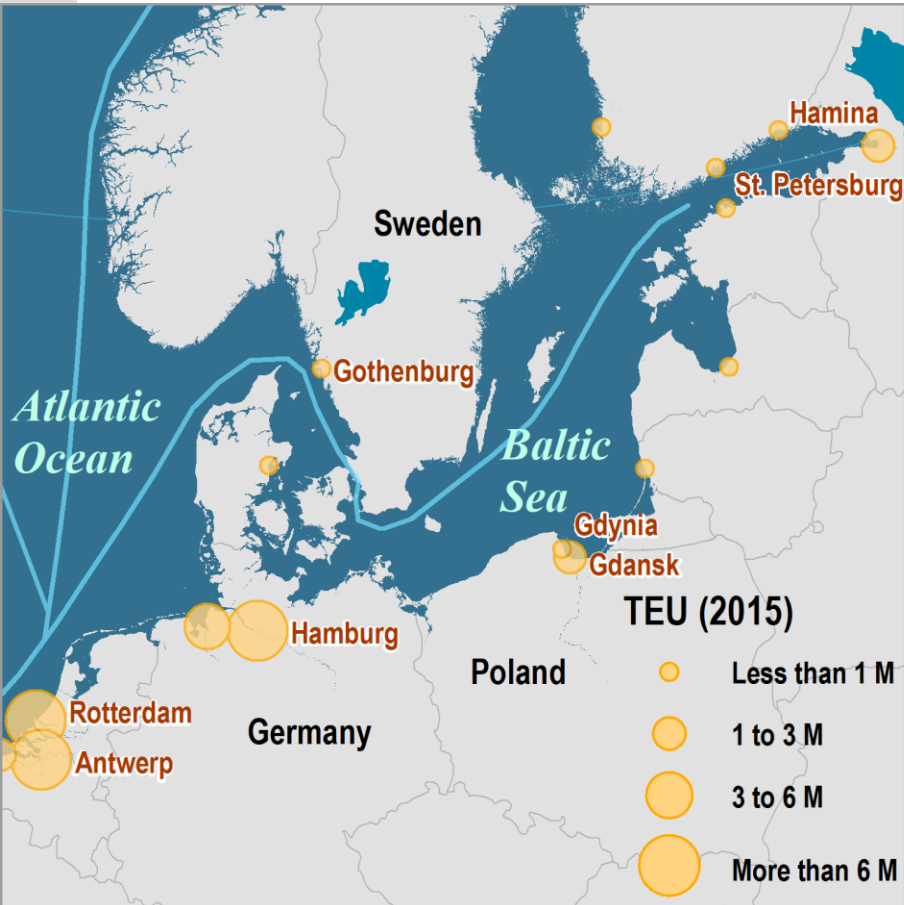 Hamina
St. Petersburg
Sweden
Gothenburg
Atlantic
Ocean
Baltic
Sea
Gdynia
Gdansk
Hamburg
Poland
Rotterdam
Germany
Antwerp
TEU (2015)
Less than 1 M
1 to 3 M
3 to 6 M
More than 6 M